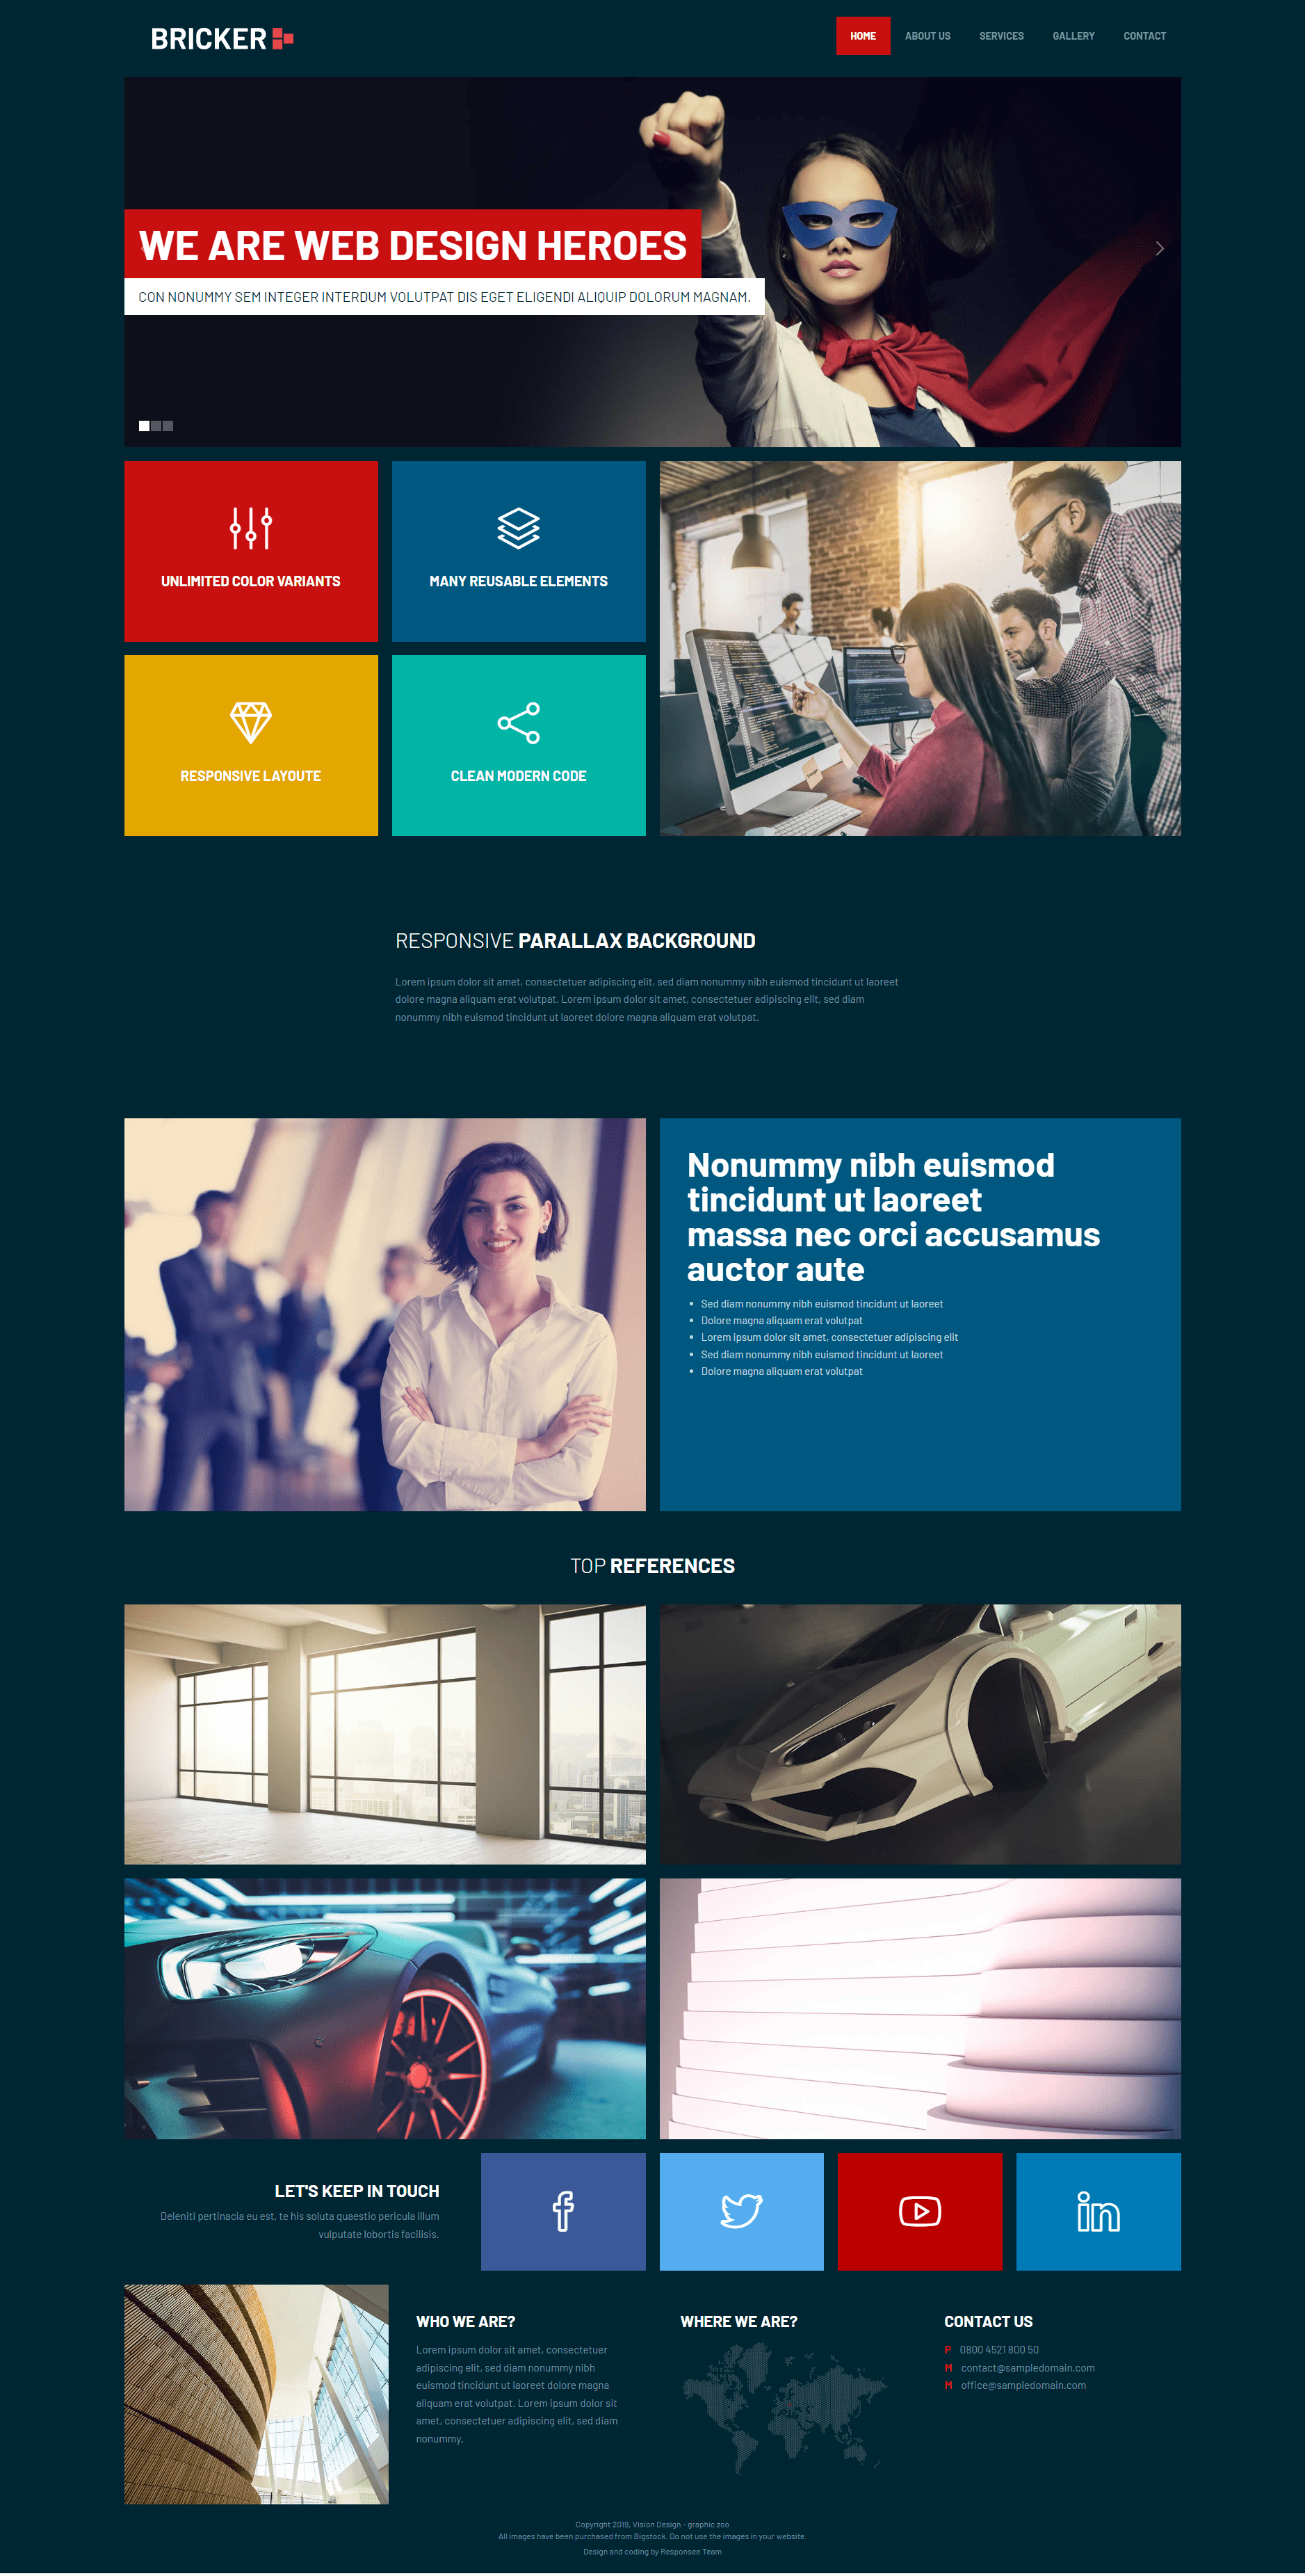 BRICKER
HOME ABOUT US SERVICES GALLERY CONTACT
WE ARE WEB DESIGN HEROES
CON NONUMMY SEM INTEGER INTERDUM VOLUTPAT DIS EGET ELIGENDI ALIQUIP DOLORUM MAGNAM.
UNLIMITED COLOR VARIANTS
MANY REUSABLE ELEMENTS
RESPONSIVE LAYOUTE
CLEAN MODERN CODE
RESPONSIVE PARALLAX BACKGROUND
Lorem ipsum dolor sit amet, consectetuer adipiscing elit, sed diam nonummy nibh euismod tincidunt ut laoreet
dolore magna aliquam erat volutpat. Lorem ipsum dolor sit amet, consectetuer adipiscing elit, sed diam
nonummy nibh euismod tincidunt ut laoreet dolore magna aliquam erat volutpat.
Nonummy nibh euismod
tincidunt ut laoreet
massa nec orci accusamus
auctor aute
• Sed diam nonummy nibh euismod tincidunt ut laoreet
• Dolore magna aliquam erat volutpat
• Lorem ipsum dolor sit amet, consectetuer adipiscing elit
• Sed diam nonummy nibh euismod tincidunt ut laoreet
• Dolore magna aliquam erat volutpat
TOP REFERENCES
LET'S KEEP IN TOUCH
Deleniti pertinacia eu est, te his soluta quaestio pericula illum
vulputate lobortis facilisis.
WHO WE ARE?
Lorem ipsum dolor sit amet, consectetuer
adipiscing elit, sed diam nonummy nibh
euismod tincidunt ut laoreet dolore magna
aliquam erat volutpat. Lorem ipsum dolor sit
amet, consectetuer adipiscing elit, sed diam
nonummy.
WHERE WE ARE?
CONTACT US
P 0800 4521 800 50
M contact@sampledomain.com
M office@sampledomain.com
Copyright 2019, Vision Design - graphic zoo
All images have been purchased from Bigstock. Do not use the images in your website.
Design and coding by Responsee Team